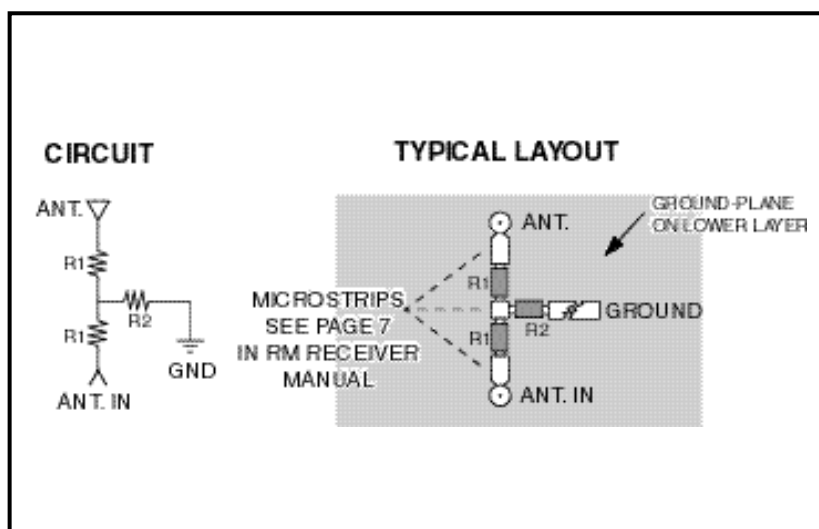 CIRCUIT
ANT.
R1
R2
R1
GND
ANT. IN
TYPICAL LAYOUT
GROUND-PLANE
ON LOWER LAYER
ANT.
R1
MICROSTRIPS
SEE PAGE 7
IN RM RECEIVER
MANUAL
GROUND
R1
R2
ANT. IN